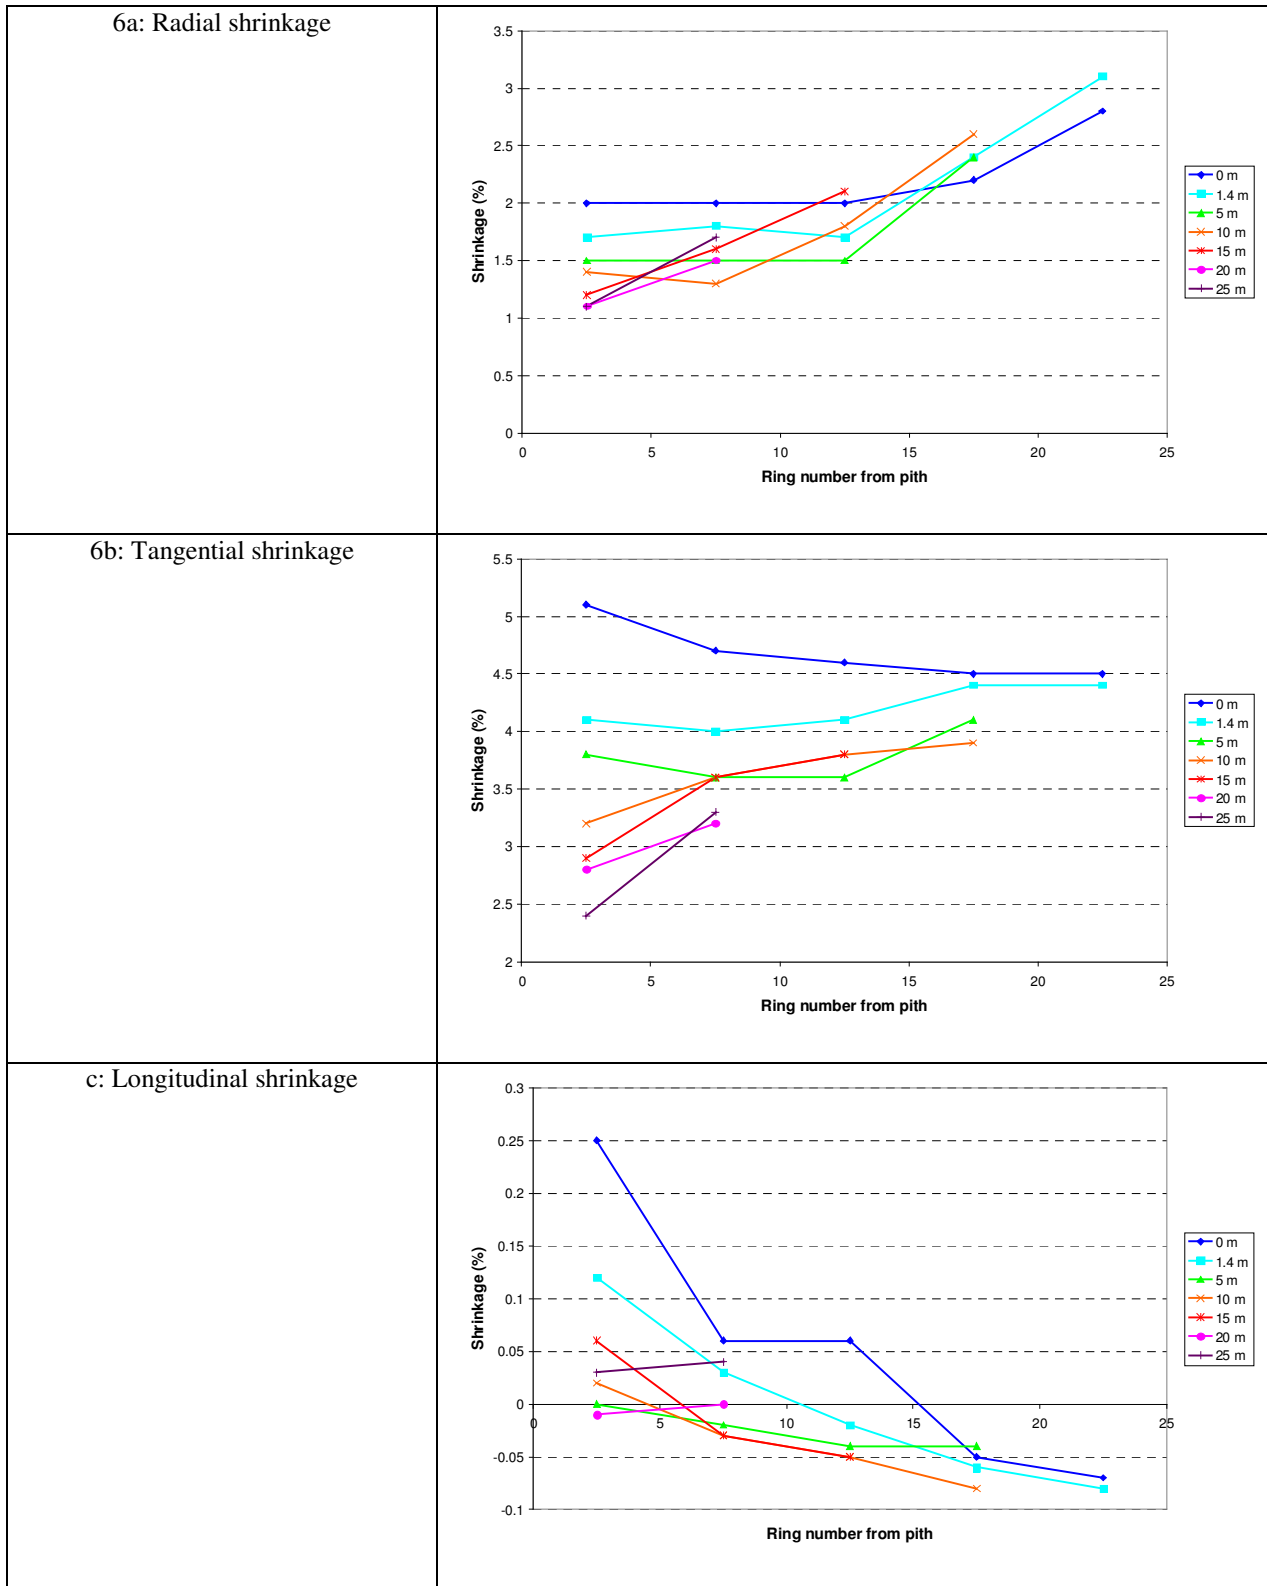 6a: Radial shrinkage
3.5
3
2.5
2
1.5
1
0.5
0
0 5 10 15 20 25
Shrinkage (%)
Ring number from pith
0 m
1.4 m
5 m
10 m
15 m
20 m
25 m
6b: Tangential shrinkage
5.5
5
4.5
4
3.5
3
2.5
2
0 5 10 15 20 25
Shrinkage (%)
Ring number from pith
0 m
1.4 m
5 m
10 m
15 m
20 m
25 m
c: Longitudinal shrinkage
0.3
0.25
0.2
0.15
0.1
0.05
0
-0.05
-0.1
0 5 10 15 20 25
Shrinkage (%)
Ring number from pith
0 m
1.4 m
5 m
10 m
15 m
20 m
25 m